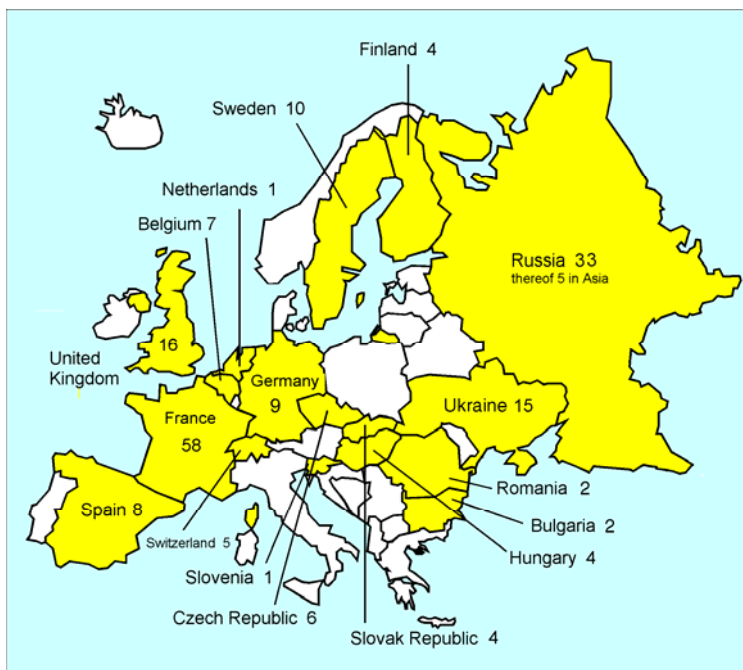 Finland 4
Sweden 10
Netherlands 1
Belgium 7
Russia 33
thereof 5 in Asia
16
United
Kingdom
Germany
9
Ukraine 15
France
58
Romania 2
Spain 8
Bulgaria 2
Switzerland 5
Hungary 4
Slovenia 1
Czech Republic 6
Slovak Republic 4